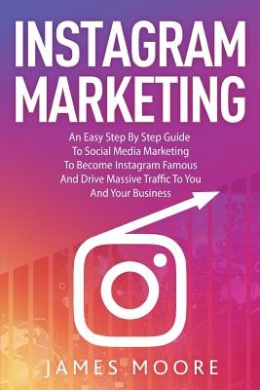 INSTAGRAM
MARKETING
An Easy Step By Step Guide
To Social Media Marketing
To Become Instagram Famous
And Drive Massive Traffic To You
And Your Business
JAMES MOORE